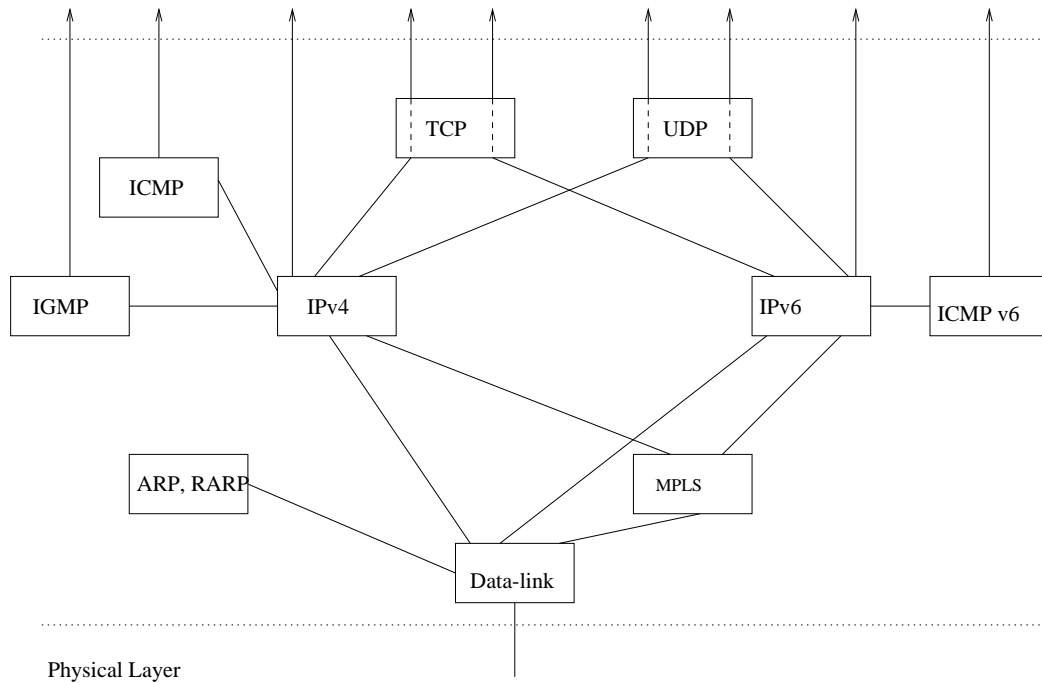 TCP
UDP
ICMP
IGMP
IPv4
IPv6
ICMP v6
ARP, RARP
MPLS
Data-link
Physical Layer